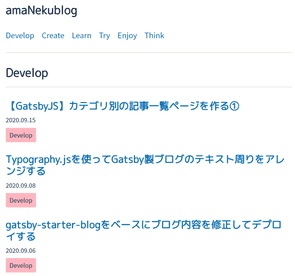 amaNekublog
Develop Create Learn Try Enjoy Think
Develop
【GatsbyJS】カテゴリ別の記事一覧ページを作る①
2020.09.15
Develop
Typography.jsを使ってGatsby製ブログのテキスト周りをアレ
ンジする
2020.09.08
Develop
gatsby-starter-blogをベースにブログ内容を修正してデプロ
イする
2020.09.06
Develop